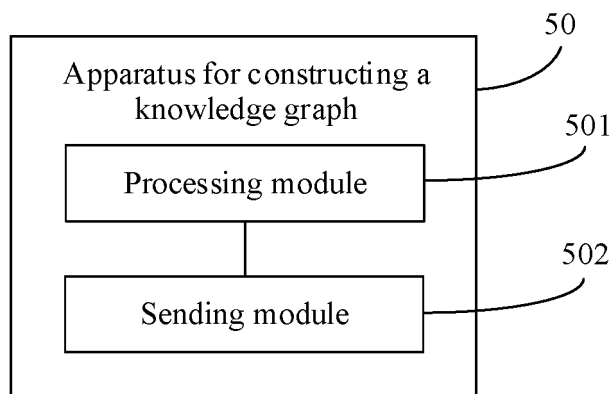 50
Apparatus for constructing a
knowledge graph
501
Processing module
502
Sending module